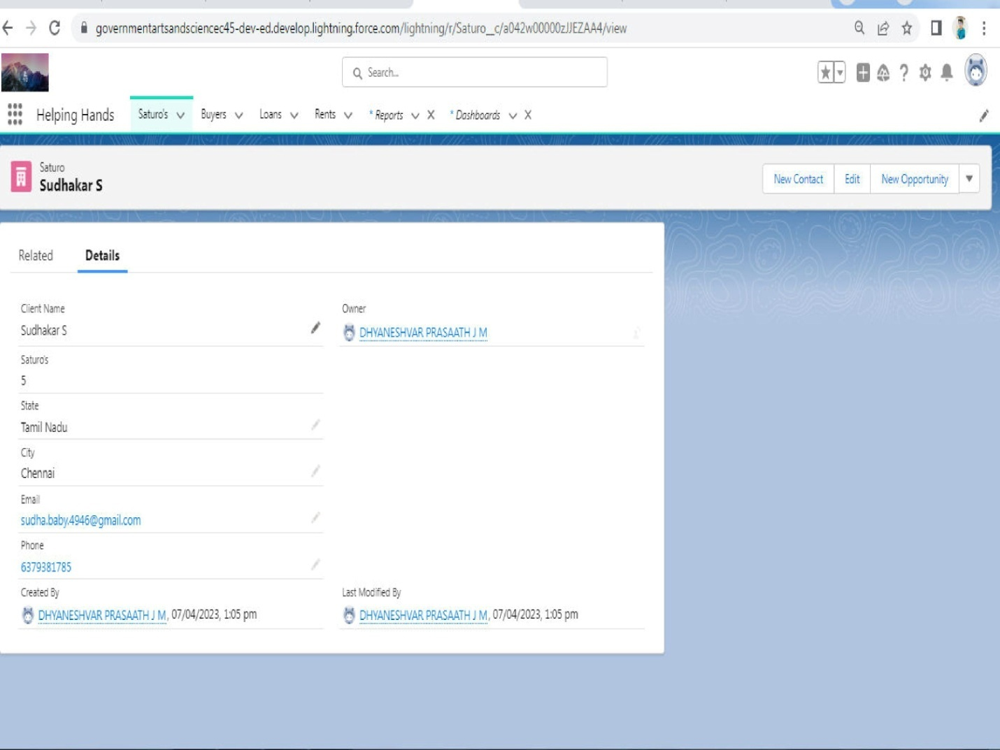 governmentartsandsciencec45-dev-ed.develop.lightning.force.com/lightning/r/Saturo__c/a042w00000zJJEZAA4/view
Search...
Helping Hands
Saturo's
Buyers
Loans
Rents
* Reports
* Dashboards
Saturo
Sudhakar S
New Contact
Edit
New Opportunity
Related
Details
Client Name
Sudhakar S
Owner
DHYANESHVAR PRASAATH J M
Saturo's
5
State
Tamil Nadu
City
Chennai
Email
sudha.baby.4946@gmail.com
Phone
6379381785
Created By
DHYANESHVAR PRASAATH J M, 07/04/2023, 1:05 pm
Last Modified By
DHYANESHVAR PRASAATH J M, 07/04/2023, 1:05 pm